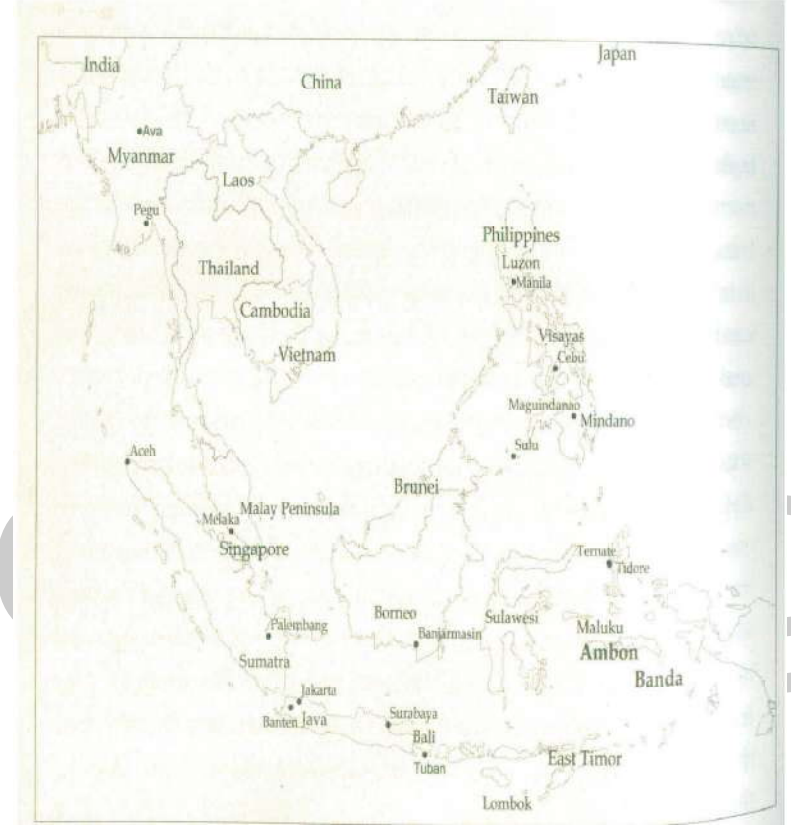 Japan
India
China
Taiwan
Ava
Myanmar
Laos
Pegu
Philippines
Luzon
Thailand
Manila
Cambodia
Visayas
Vietnam
Cebu
Maguindanao
Mindano
Aceh
Sulu
Brunei
Malay Peninsula
Melaka
Singapore
Ternate
Tidore
Borneo
Sulawesi
Palembang
Banjarmasin
Maluku
Ambon
Sumatra
Banda
Jakarta
Surabaya
Banten Java
Bali
East Timor
Tuban
Lombok